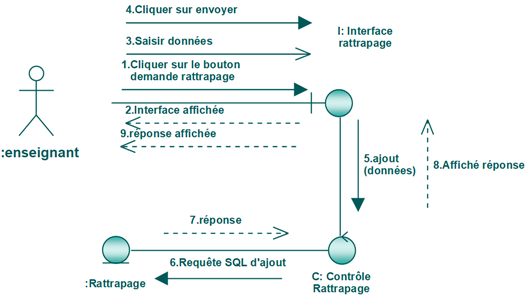 4.Cliquer sur envoyer
I: Interface
rattrapage
3.Saisir données
1.Cliquer sur le bouton
demande rattrapage
2.Interface affichée
9.réponse affichée
:enseignant
5.ajout
(données)
8.Affiché réponse
7.réponse
6.Requête SQL d'ajout
:Rattrapage
C: Contrôle
Rattrapage